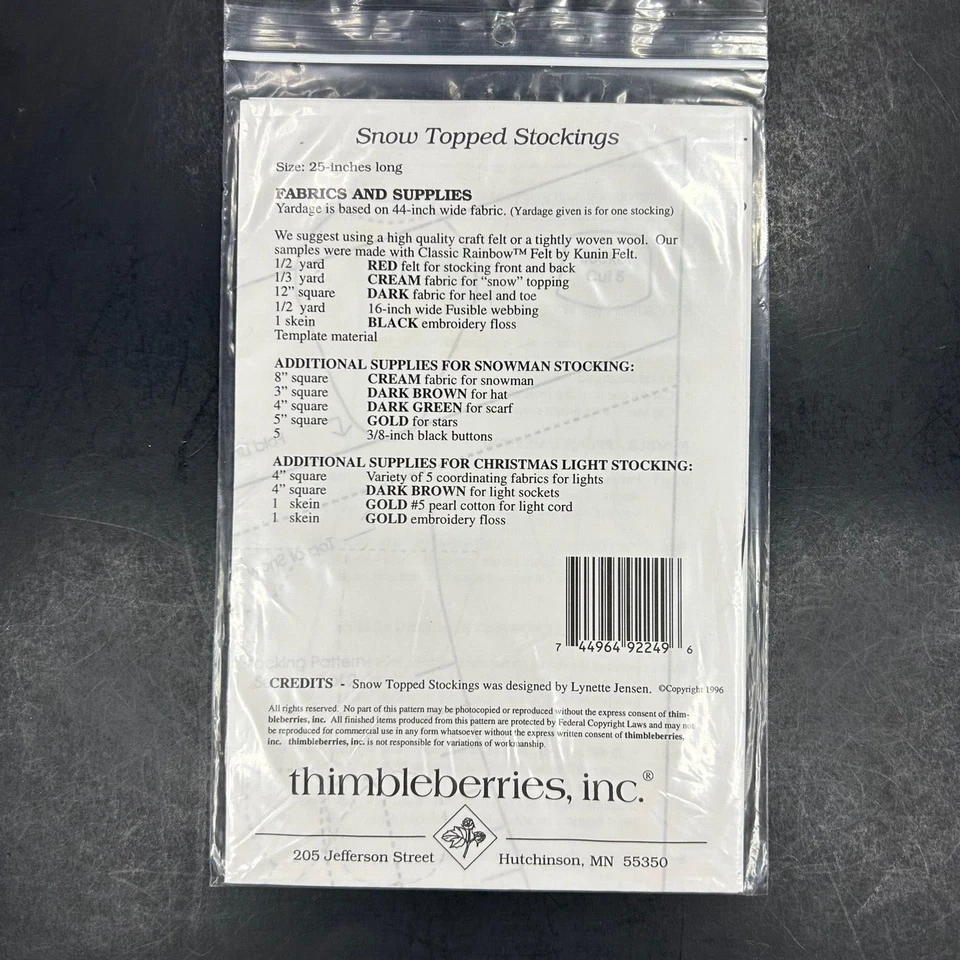 Snow Topped Stockings
Size: 25-inches long
FABRICS AND SUPPLIES
Yardage is based on 44-inch wide fabric. (Yardage given is for one stocking)
We suggest using a high quality craft felt or a tightly woven wool. Our
samples were made with Classic Rainbow™ Felt by Kunin Felt.
1/2 yard RED felt for stocking front and back
1/3 yard CREAM fabric for “snow” topping
12” square DARK fabric for heel and toe
1/2 yard 16-inch wide Fusible webbing
1 skein BLACK embroidery floss
Template material
ADDITIONAL SUPPLIES FOR SNOWMAN STOCKING:
8” square CREAM fabric for snowman
3” square DARK BROWN for hat
4” square DARK GREEN for scarf
5” square GOLD for stars
5 3/8-inch black buttons
ADDITIONAL SUPPLIES FOR CHRISTMAS LIGHT STOCKING:
4” square Variety of 5 coordinating fabrics for lights
4” square DARK BROWN for light sockets
1 skein GOLD #5 pearl cotton for light cord
1 skein GOLD embroidery floss
7 44964 92249 6
Stocking Pattern
CREDITS - Snow Topped Stockings was designed by Lynette Jensen. ©Copyright 1996
All rights reserved. No part of this pattern may be photocopied or reproduced without the express consent of thim-
bleberries, inc. All finished items produced from this pattern are protected by Federal Copyright Laws and may not
be reproduced for commercial use in any form whatsoever without the express written consent of thimbleberries,
inc. thimbleberries, inc. is not responsible for variations of workmanship.
thimbleberries, inc.®
205 Jefferson Street Hutchinson, MN 55350